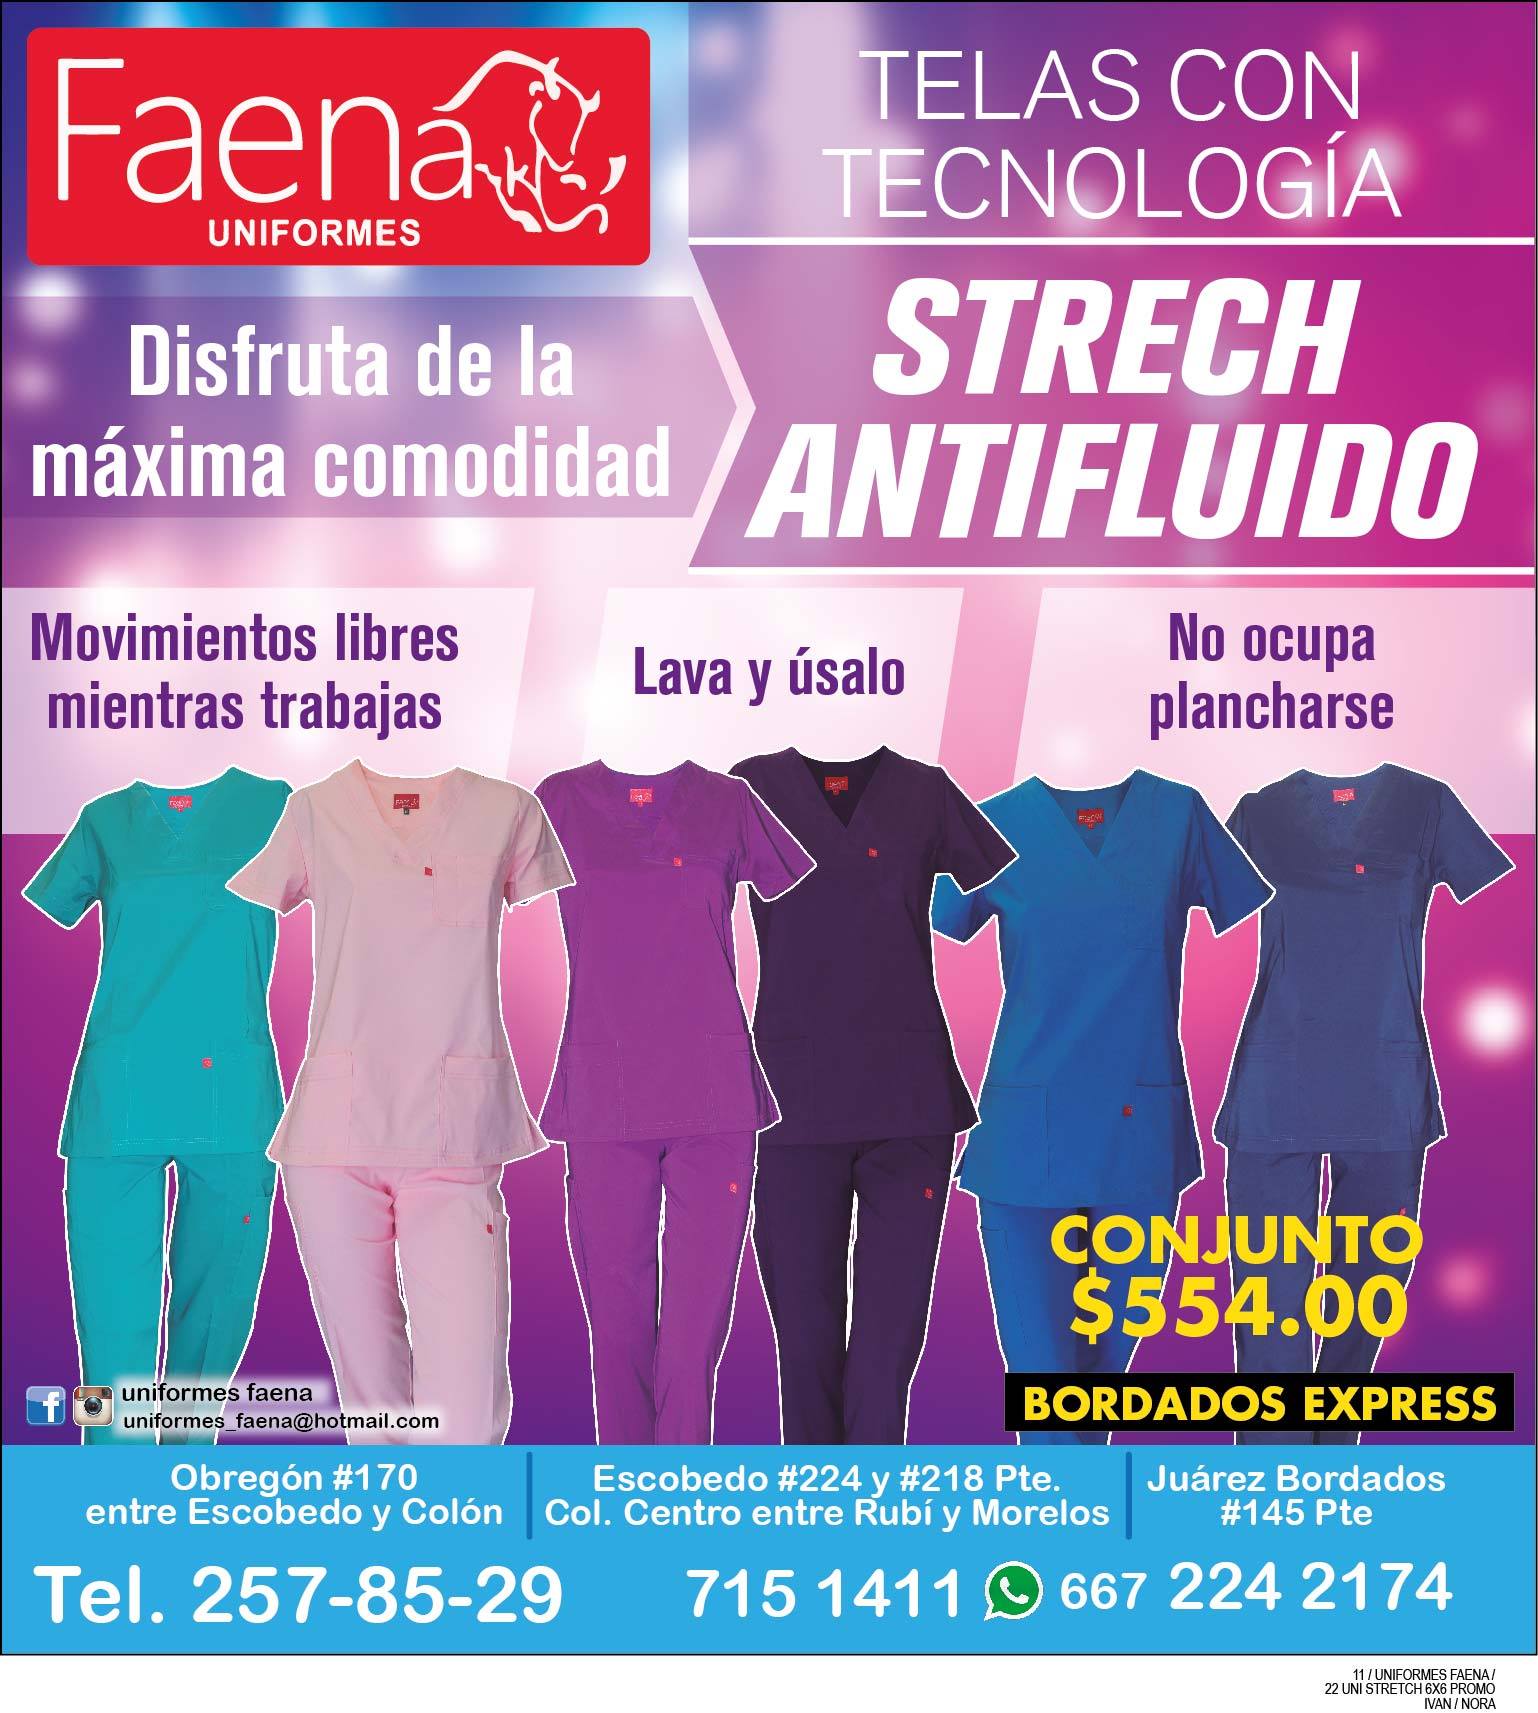 Faena
UNIFORMES
TELAS CON
TECNOLOGÍA
STRECH
ANTIFLUIDO
Disfruta de la
máxima comodidad
Movimientos libres
mientras trabajas
Lava y úsalo
No ocupa
plancharse
CONJUNTO
$554.00
BORDADOS EXPRESS
uniformes faena
uniformes_faena@hotmail.com
Obregón #170
entre Escobedo y Colón
Escobedo #224 y #218 Pte.
Col. Centro entre Rubí y Morelos
Juárez Bordados
#145 Pte
Tel. 257-85-29
715 1411
667 224 2174
11 / UNIFORMES FAENA /
22 UNI STRETCH 6X6 PROMO
IVAN / NORA